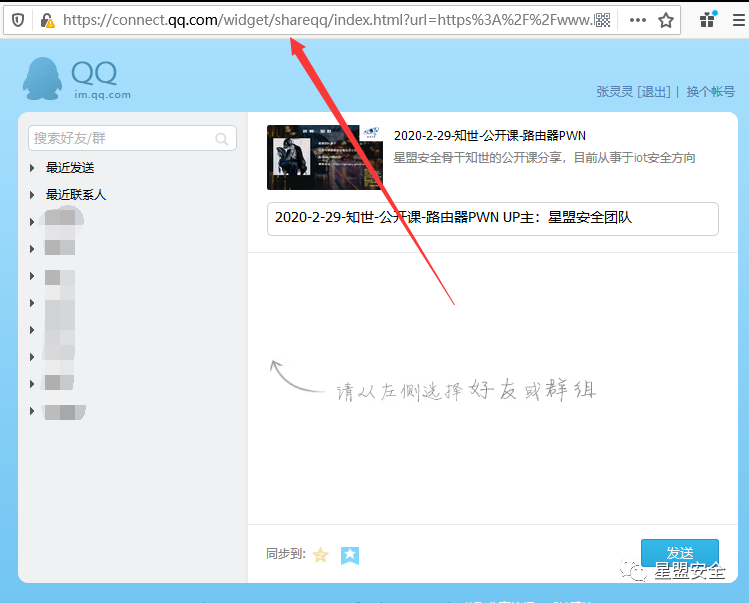 https://connect.qq.com/widget/shareqq/index.html?url=https%3A%2F%2Fwww.
QQ
im.qq.com
张灵灵 [退出] | 换个帐号
搜索好友/群
最近发送
最近联系人
2020-2-29-知世-公开课-路由器PWN
星盟安全骨干知世的公开课分享，目前从事于iot安全方向
2020-2-29-知世-公开课-路由器PWN UP主：星盟安全团队
请从左侧选择好友或群组
同步到:
发送
星盟安全